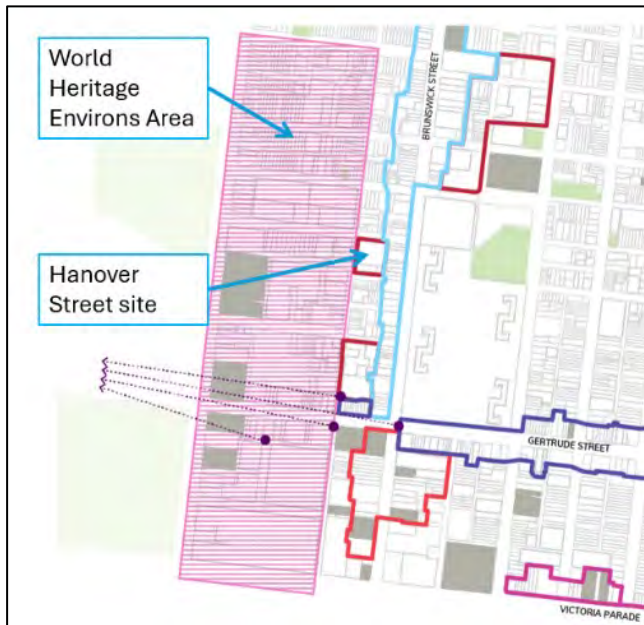 World
Heritage
Environs Area
BRUNSWICK STREET
Hanover
Street site
GERTRUDE STREET
VICTORIA PARADE